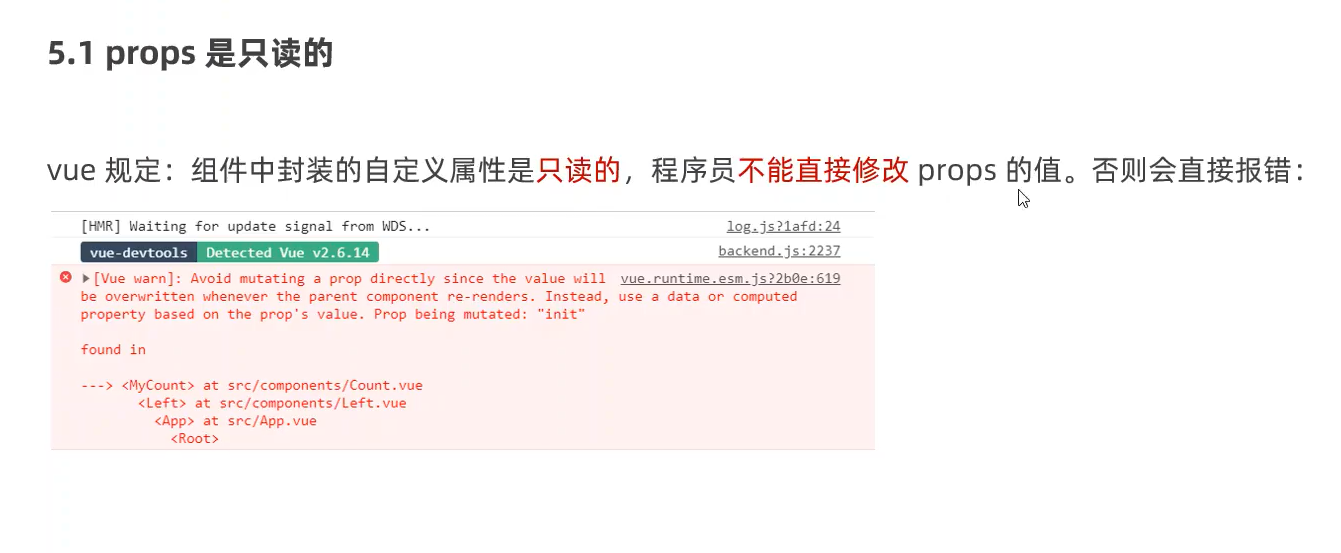 5.1 props 是只读的
vue 规定：组件中封装的自定义属性是只读的，程序员不能直接修改 props 的值。否则会直接报错：
[HMR] Waiting for update signal from WDS... log.js?1afd:24
vue-devtools Detected Vue v2.6.14 backend.js:2237
[Vue warn]: Avoid mutating a prop directly since the value will vue.runtime.esm.js?2b0e:619
be overwritten whenever the parent component re-renders. Instead, use a data or computed
property based on the prop's value. Prop being mutated: "init"
found in
---> <MyCount> at src/components/Count.vue
<Left> at src/components/Left.vue
<App> at src/App.vue
<Root>